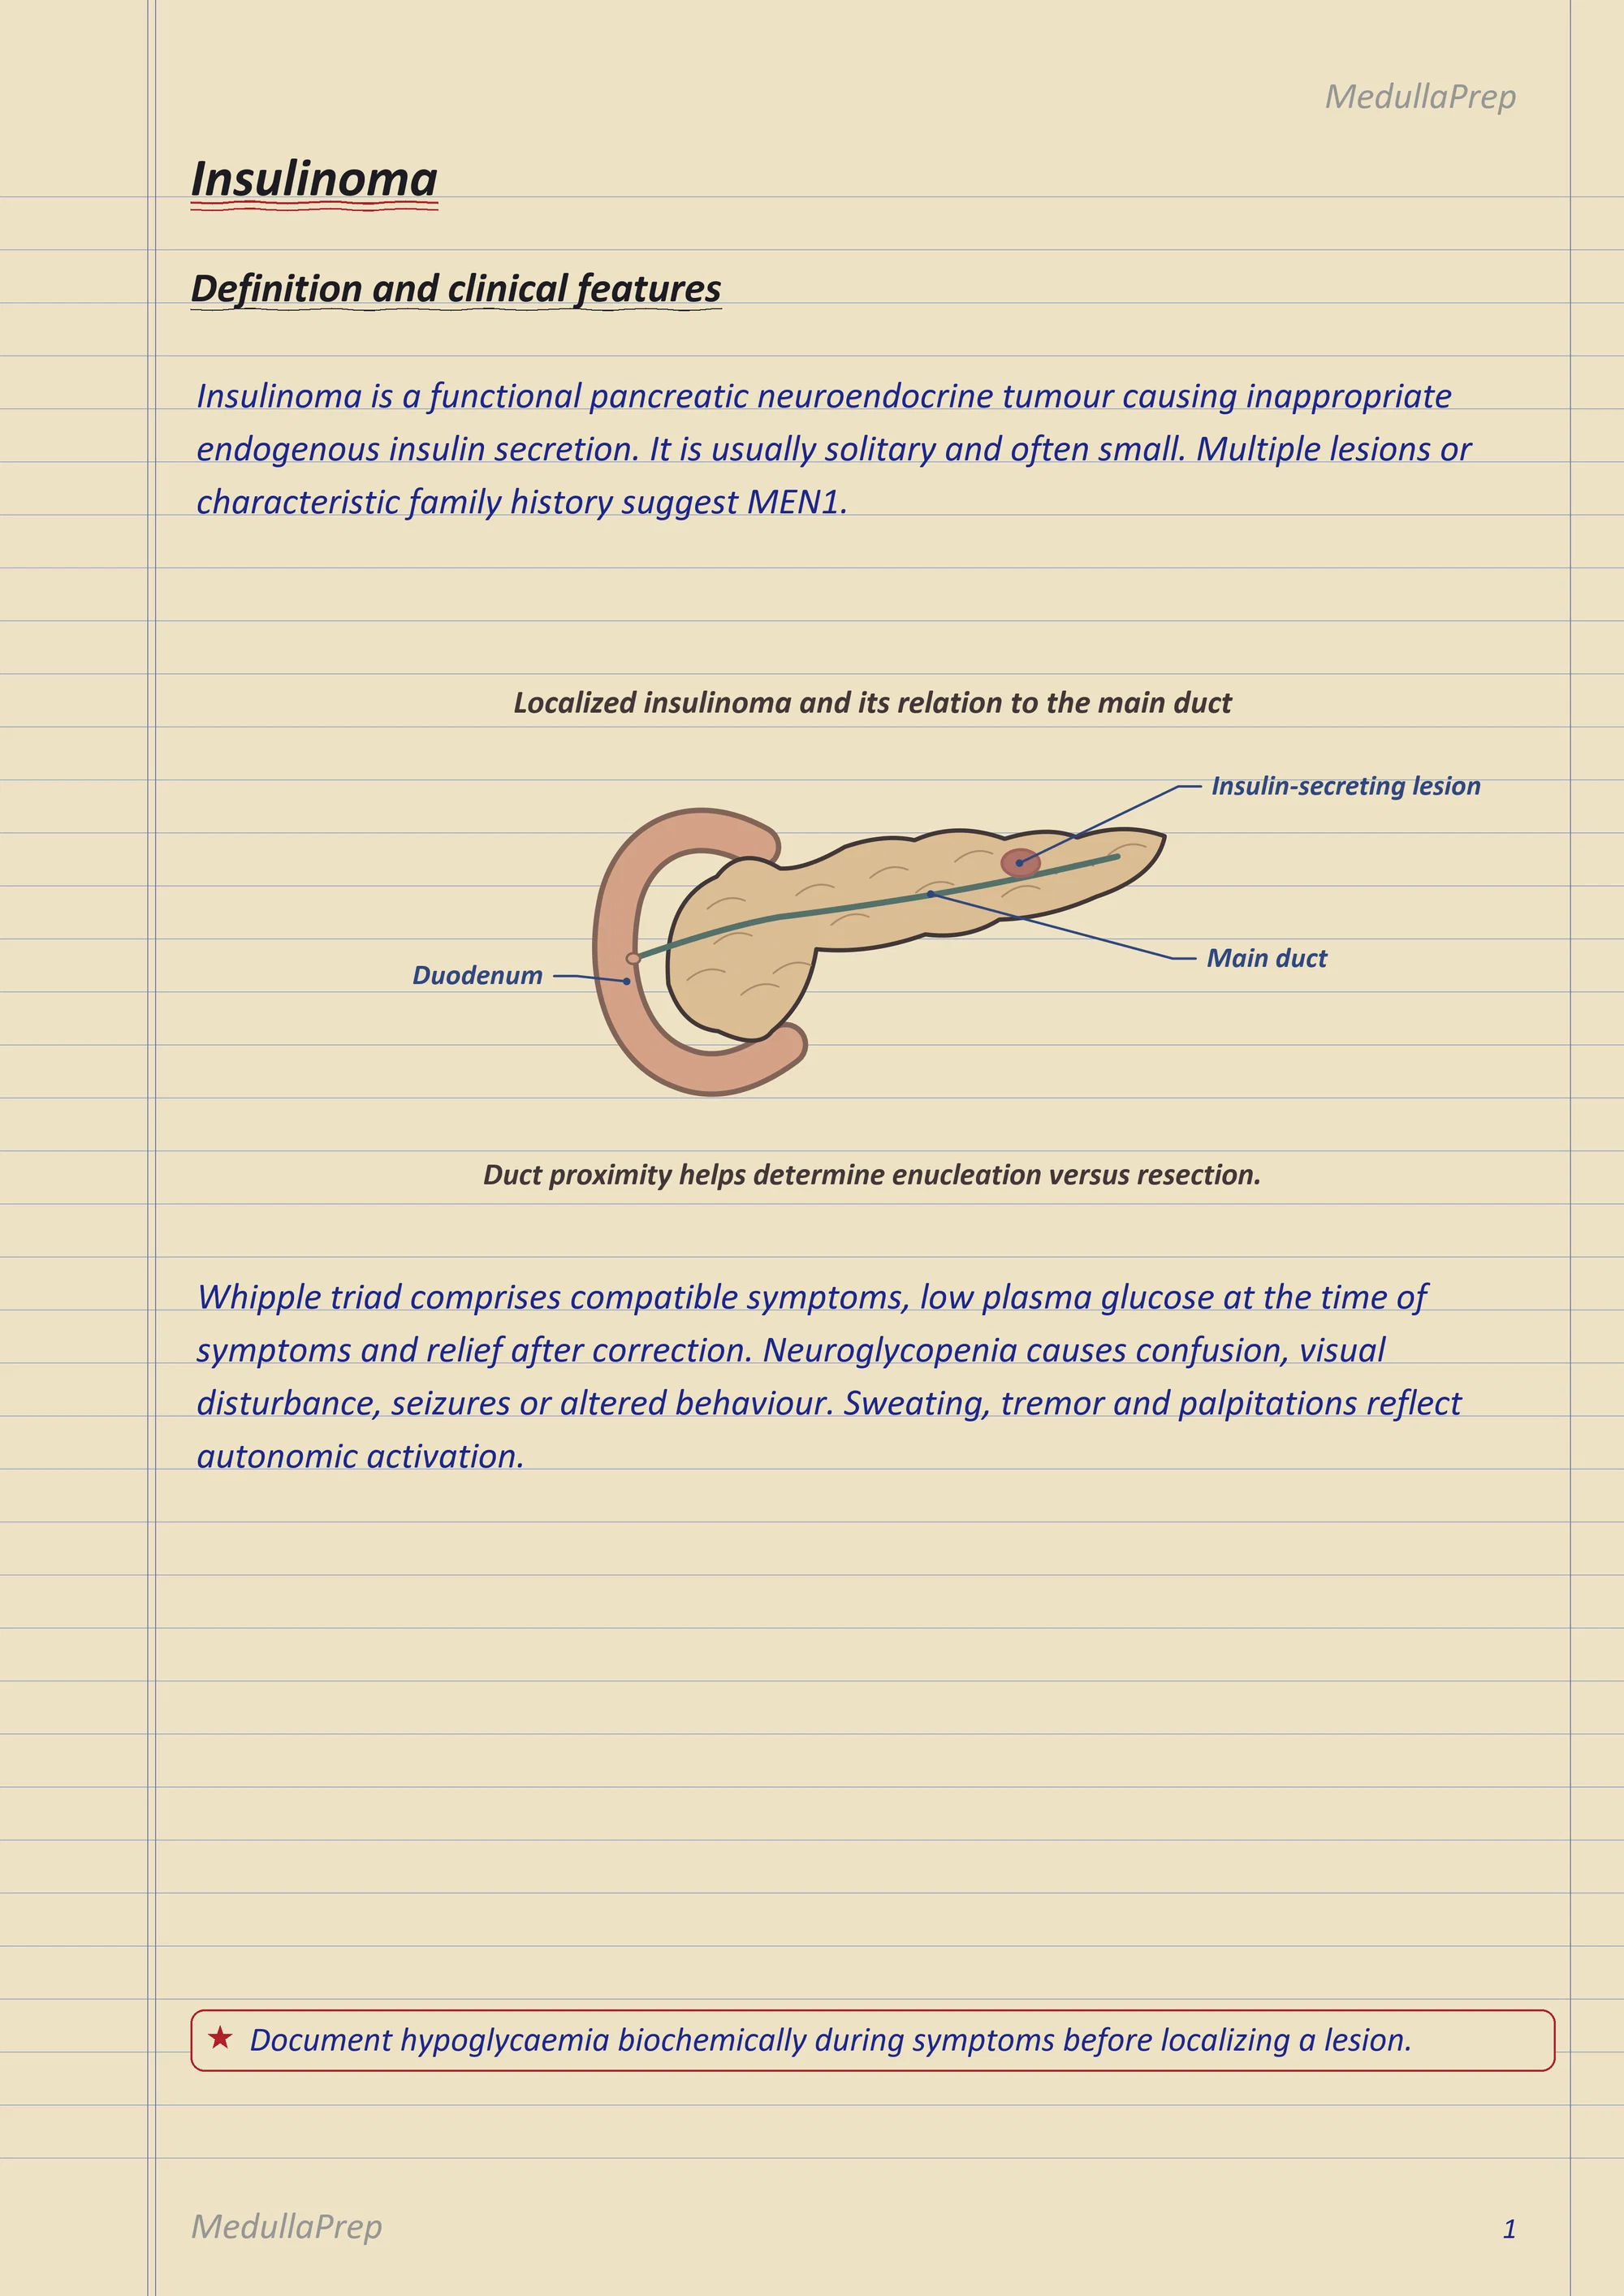 MedullaPrep
Insulinoma
Definition and clinical features
Insulinoma is a functional pancreatic neuroendocrine tumour causing inappropriate
endogenous insulin secretion. It is usually solitary and often small. Multiple lesions or
characteristic family history suggest MEN1.
Localized insulinoma and its relation to the main duct
Insulin-secreting lesion
Main duct
Duodenum
Duct proximity helps determine enucleation versus resection.
Whipple triad comprises compatible symptoms, low plasma glucose at the time of
symptoms and relief after correction. Neuroglycopenia causes confusion, visual
disturbance, seizures or altered behaviour. Sweating, tremor and palpitations reflect
autonomic activation.
★ Document hypoglycaemia biochemically during symptoms before localizing a lesion.
MedullaPrep
1